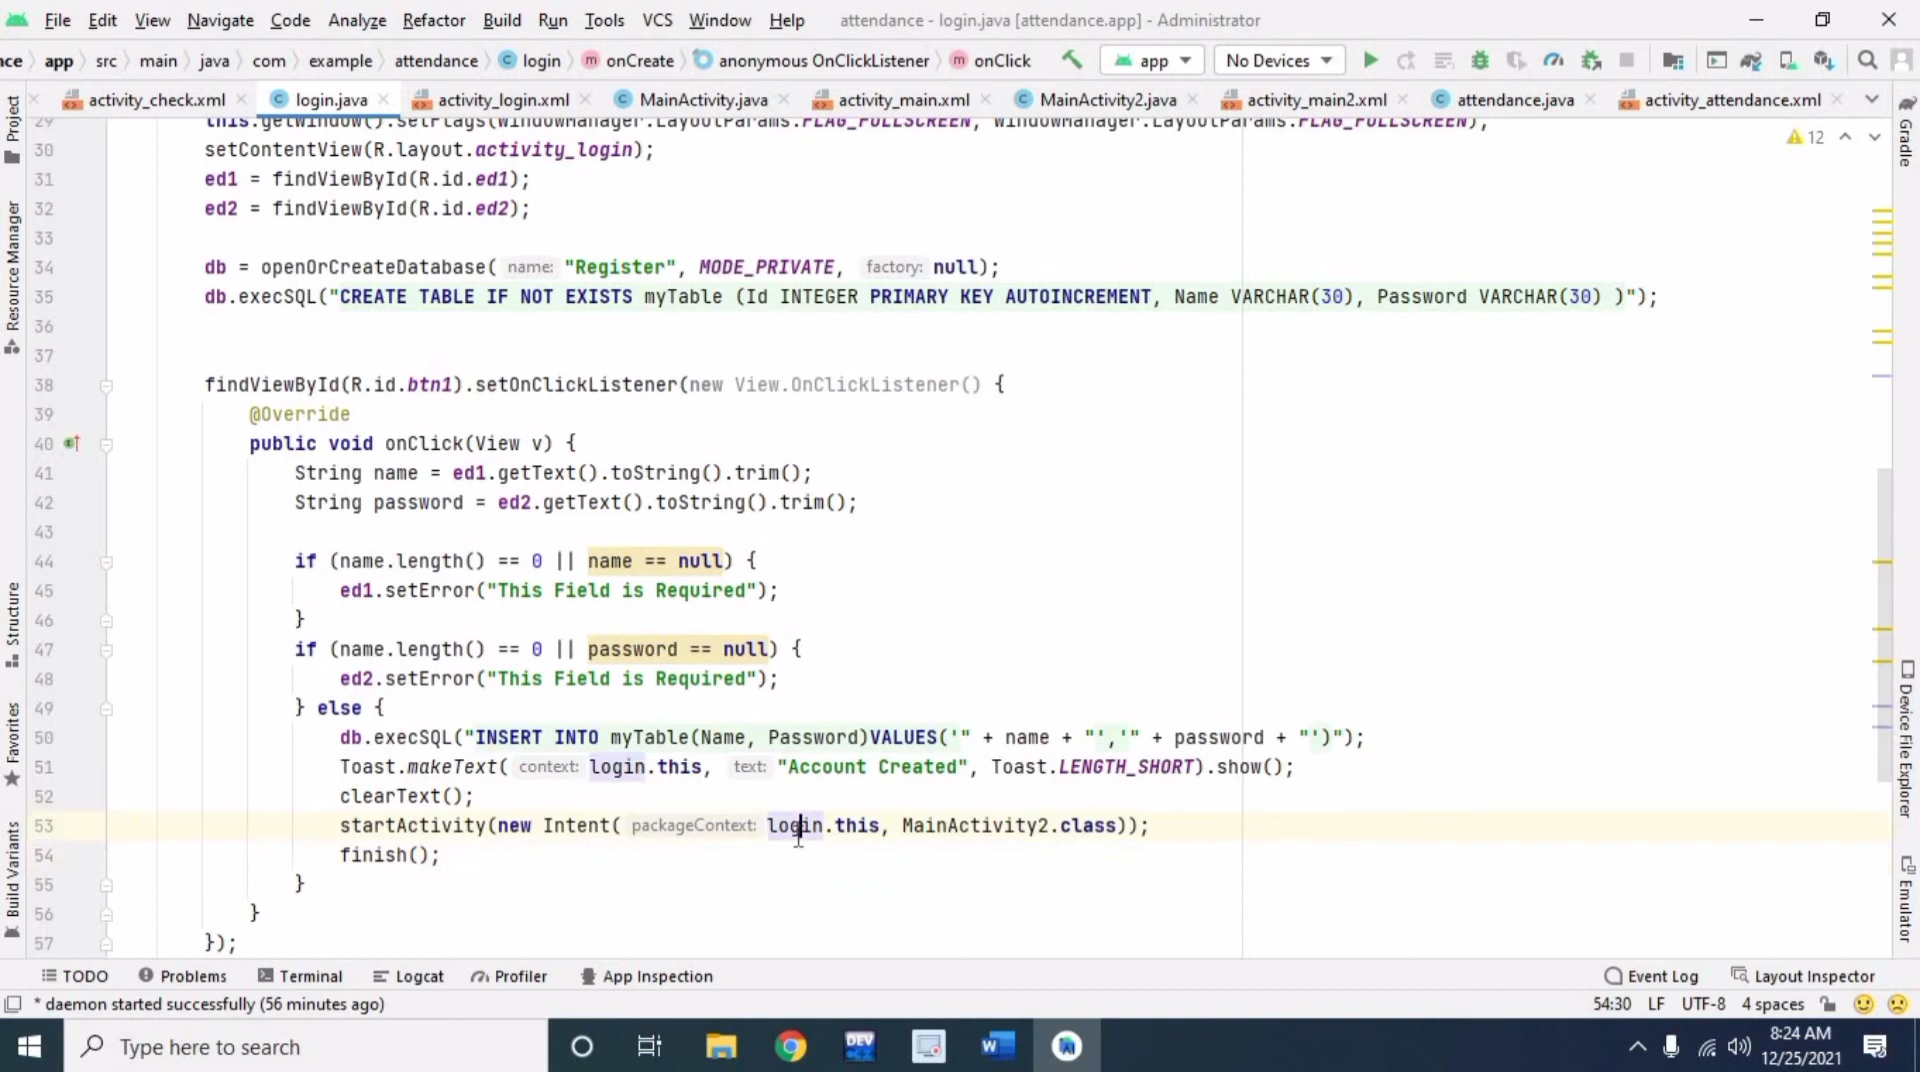 File Edit View Navigate Code Analyze Refactor Build Run Tools VCS Window Help attendance - login.java [attendance.app] - Administrator
app src main java com example attendance login onCreate anonymous OnClickListener onClick app No Devices
activity_check.xml login.java activity_login.xml MainActivity.java activity_main.xml MainActivity2.java activity_main2.xml attendance.java activity_attendance.xml
Project
Resource Manager
Structure
Favorites
Build Variants
Gradle
Device File Explorer
Emulator
12
29 this.getWindow().setFlags(WindowManager.LayoutParams.FLAG_FULLSCREEN, WindowManager.LayoutParams.FLAG_FULLSCREEN);
30 setContentView(R.layout.activity_login);
31 ed1 = findViewById(R.id.ed1);
32 ed2 = findViewById(R.id.ed2);
33
34 db = openOrCreateDatabase( name: "Register", MODE_PRIVATE, factory: null);
35 db.execSQL("CREATE TABLE IF NOT EXISTS myTable (Id INTEGER PRIMARY KEY AUTOINCREMENT, Name VARCHAR(30), Password VARCHAR(30) )");
36
37
38 findViewById(R.id.btn1).setOnClickListener(new View.OnClickListener() {
39 @Override
40 public void onClick(View v) {
41 String name = ed1.getText().toString().trim();
42 String password = ed2.getText().toString().trim();
43
44 if (name.length() == 0 || name == null) {
45 ed1.setError("This Field is Required");
46 }
47 if (name.length() == 0 || password == null) {
48 ed2.setError("This Field is Required");
49 } else {
50 db.execSQL("INSERT INTO myTable(Name, Password)VALUES('" + name + "','" + password + "')");
51 Toast.makeText( context: login.this, text: "Account Created", Toast.LENGTH_SHORT).show();
52 clearText();
53 startActivity(new Intent( packageContext: login.this, MainActivity2.class));
54 finish();
55 }
56 }
57 });
TODO Problems Terminal Logcat Profiler App Inspection Event Log Layout Inspector
* daemon started successfully (56 minutes ago) 54:30 LF UTF-8 4 spaces
Type here to search 8:24 AM
12/25/2021